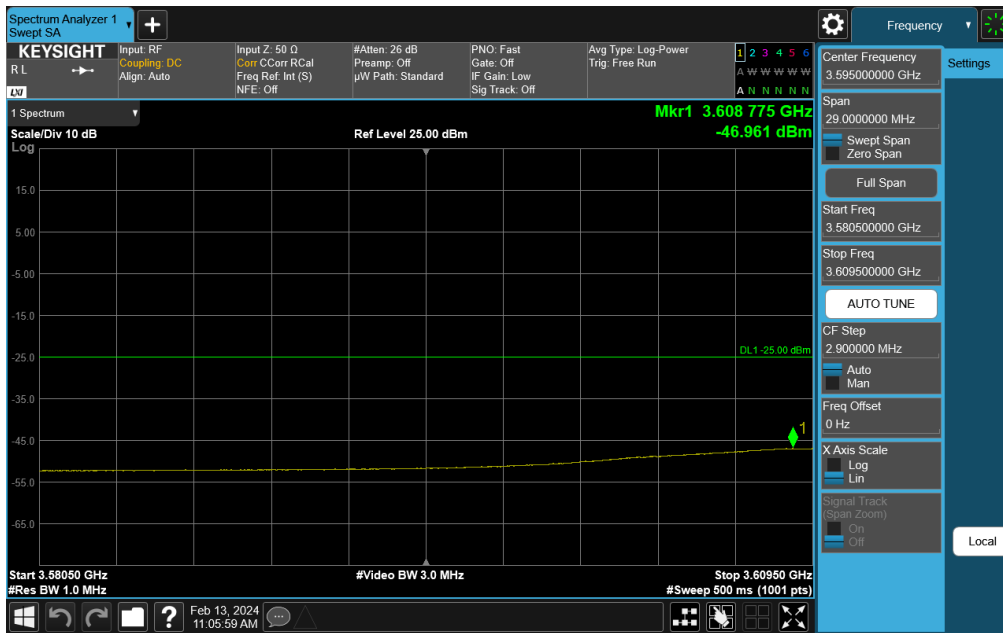 Spectrum Analyzer 1
Swept SA
Frequency
KEYSIGHT
R L
LXI
Input: RF
Coupling: DC
Align: Auto
Input Z: 50 Ω
Corr CCorr RCal
Freq Ref: Int (S)
NFE: Off
#Atten: 26 dB
Preamp: Off
µW Path: Standard
PNO: Fast
Gate: Off
IF Gain: Low
Sig Track: Off
Avg Type: Log-Power
Trig: Free Run
1 2 3 4 5 6
A W W W W W
A N N N N N
1 Spectrum
Mkr1 3.608 775 GHz
Scale/Div 10 dB
Ref Level 25.00 dBm
-46.961 dBm
Log
15.0
5.00
-5.00
-15.0
-25.0
DL1 -25.00 dBm
-35.0
-45.0
1
-55.0
-65.0
Start 3.58050 GHz
#Video BW 3.0 MHz
Stop 3.60950 GHz
#Res BW 1.0 MHz
#Sweep 500 ms (1001 pts)
?
Feb 13, 2024
11:05:59 AM
Center Frequency
3.595000000 GHz
Settings
Span
29.0000000 MHz
Swept Span
Zero Span
Full Span
Start Freq
3.580500000 GHz
Stop Freq
3.609500000 GHz
AUTO TUNE
CF Step
2.900000 MHz
Auto
Man
Freq Offset
0 Hz
X Axis Scale
Log
Lin
Signal Track
(Span Zoom)
On
Off
Local